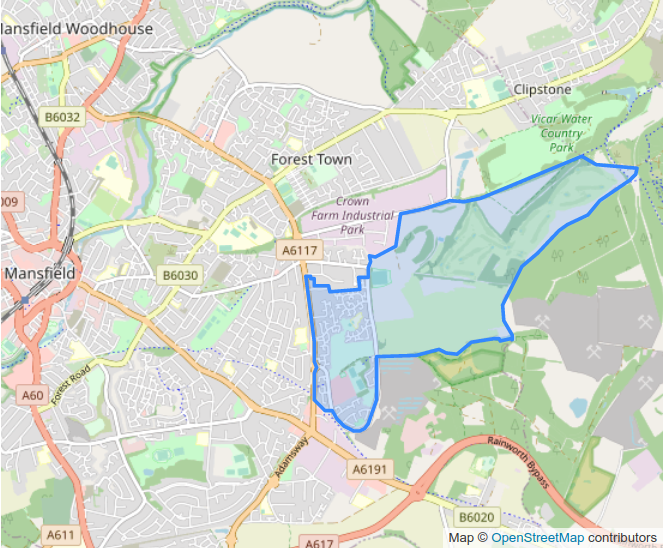 Mansfield Woodhouse
B6032
Clipstone
Vicar Water
Country
Park
Forest Town
009
Crown
Farm Industrial
Park
A6117
Mansfield
B6030
Forest Road
A60
Adamsway
A6191
Rainworth Bypass
B6020
A611
A617
Map © OpenStreetMap contributors